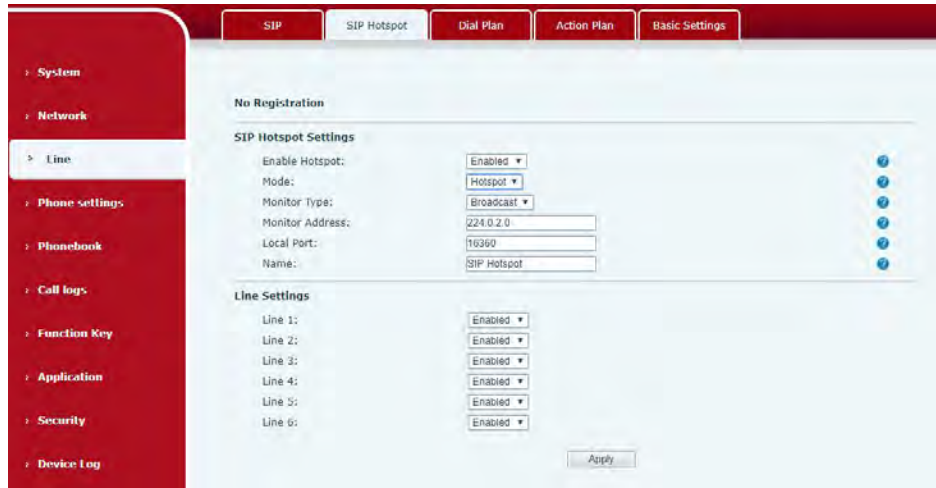 SIP
SIP Hotspot
Dial Plan
Action Plan
Basic Settings
› System
› Network
› Line
› Phone settings
› Phonebook
› Call logs
› Function Key
› Application
› Security
› Device Log
No Registration
SIP Hotspot Settings
Enable Hotspot: Enabled
Mode: Hotspot
Monitor Type: Broadcast
Monitor Address: 224.0.2.0
Local Port: 16360
Name: SIP Hotspot
Line Settings
Line 1: Enabled
Line 2: Enabled
Line 3: Enabled
Line 4: Enabled
Line 5: Enabled
Line 6: Enabled
Apply